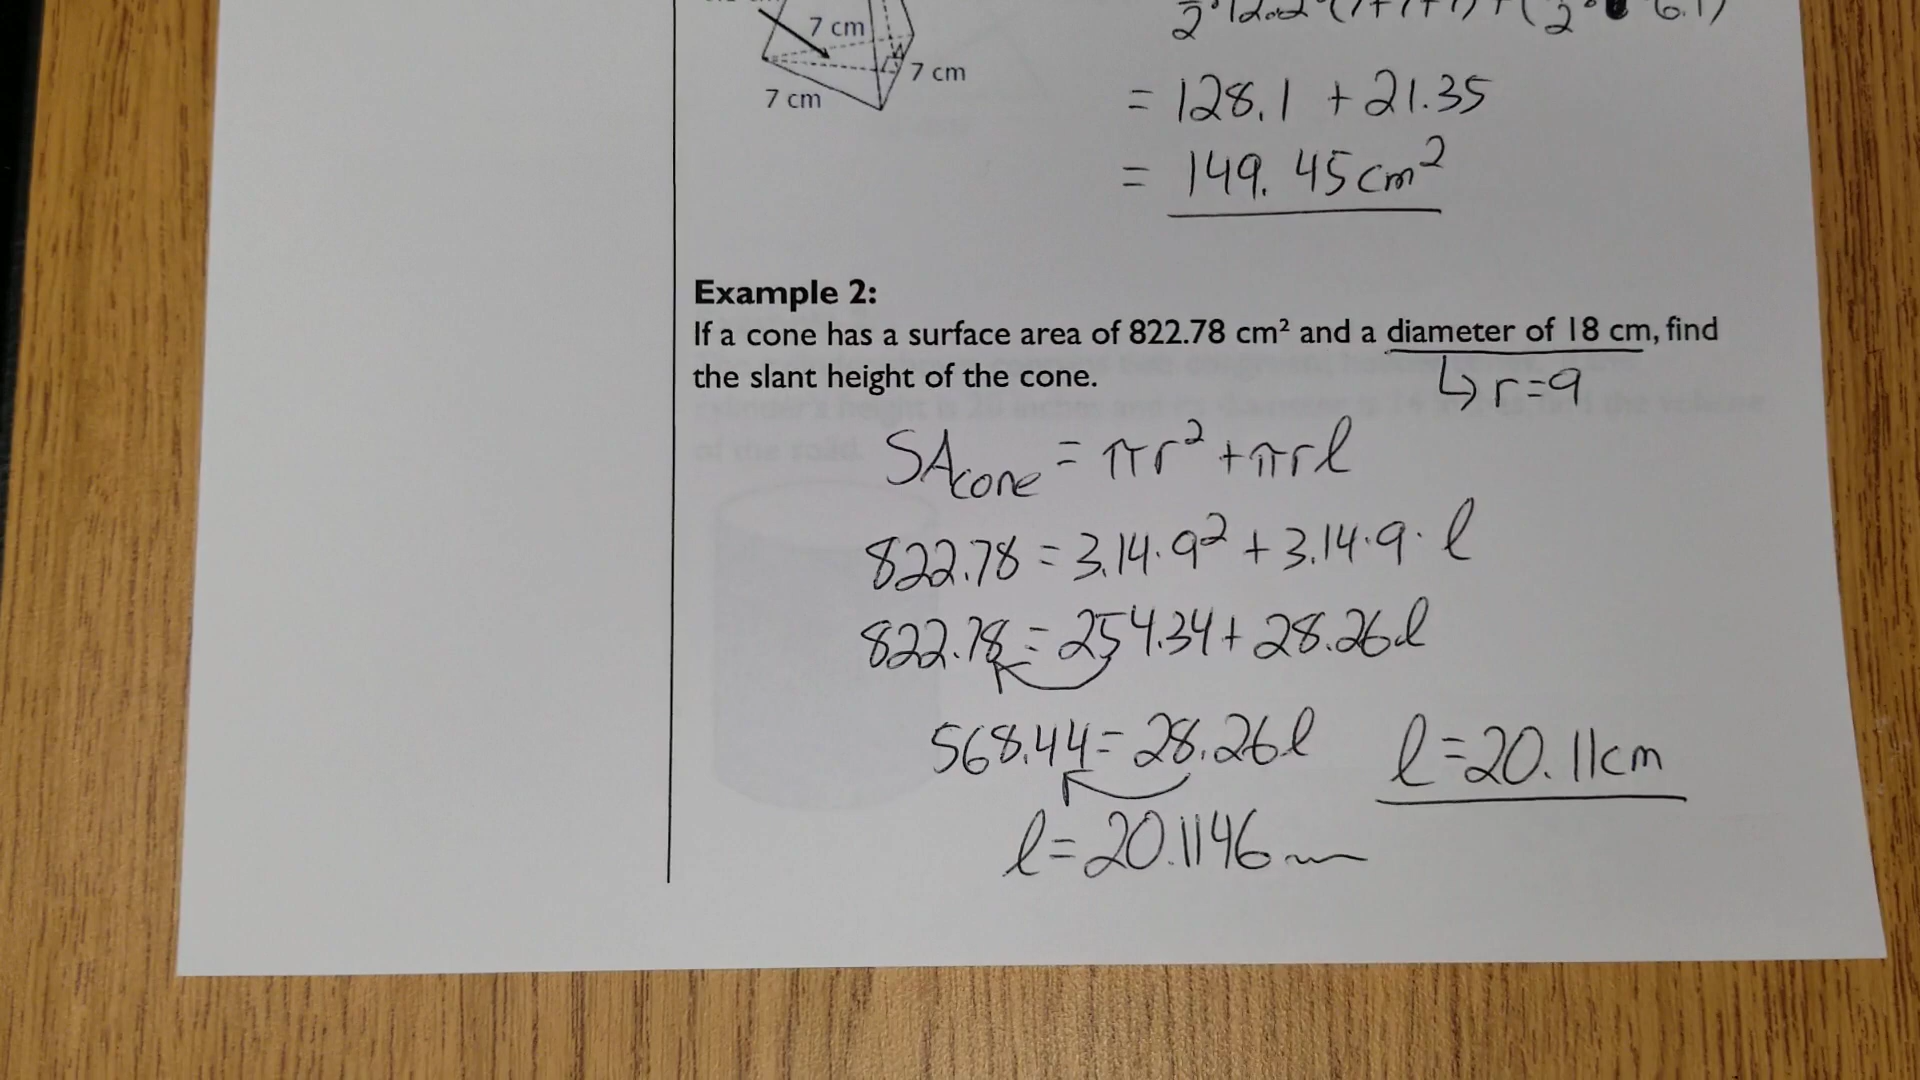 7 cm
7 cm
7 cm
= 128.1 + 21.35
= 149.45cm²
Example 2:
If a cone has a surface area of 822.78 cm² and a diameter of 18 cm, find
↳ r=9
the slant height of the cone.
SAcone = πr² + πrl
822.78 = 3.14·9² + 3.14·9·l
822.78 = 254.34 + 28.26l
568.44 = 28.26l
l = 20.11cm
l = 20.1146